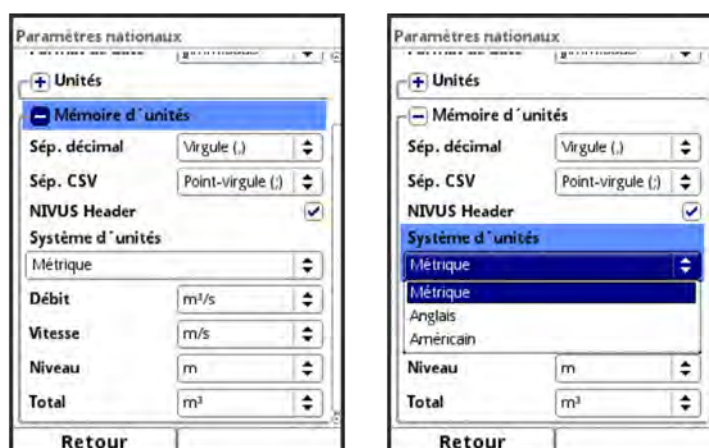 Paramètres nationaux
Unités
Mémoire d´unités
Sép. décimal Virgule (,)
Sép. CSV Point-virgule (;)
NIVUS Header
Système d´unités
Métrique
Débit m³/s
Vitesse m/s
Niveau m
Total m³
Retour
Paramètres nationaux
Unités
Mémoire d´unités
Sép. décimal Virgule (,)
Sép. CSV Point-virgule (;)
NIVUS Header
Système d´unités
Métrique
Métrique
Anglais
Américain
Niveau m
Total m³
Retour